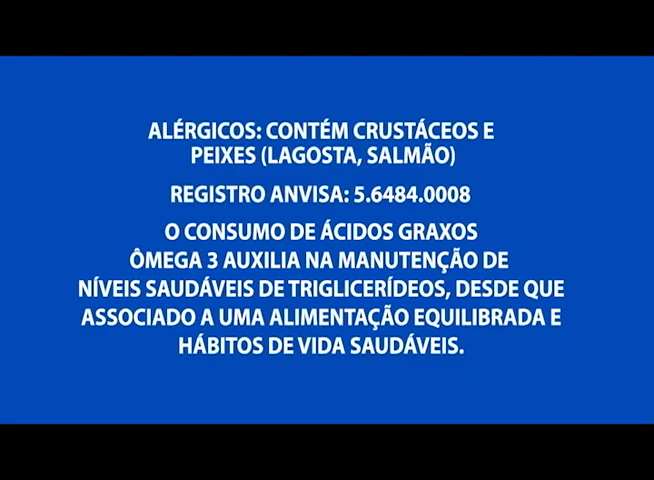 ALÉRGICOS: CONTÉM CRUSTÁCEOS E
PEIXES (LAGOSTA, SALMÃO)
REGISTRO ANVISA: 5.6484.0008
O CONSUMO DE ÁCIDOS GRAXOS
ÔMEGA 3 AUXILIA NA MANUTENÇÃO DE
NÍVEIS SAUDÁVEIS DE TRIGLICERÍDEOS, DESDE QUE
ASSOCIADO A UMA ALIMENTAÇÃO EQUILIBRADA E
HÁBITOS DE VIDA SAUDÁVEIS.